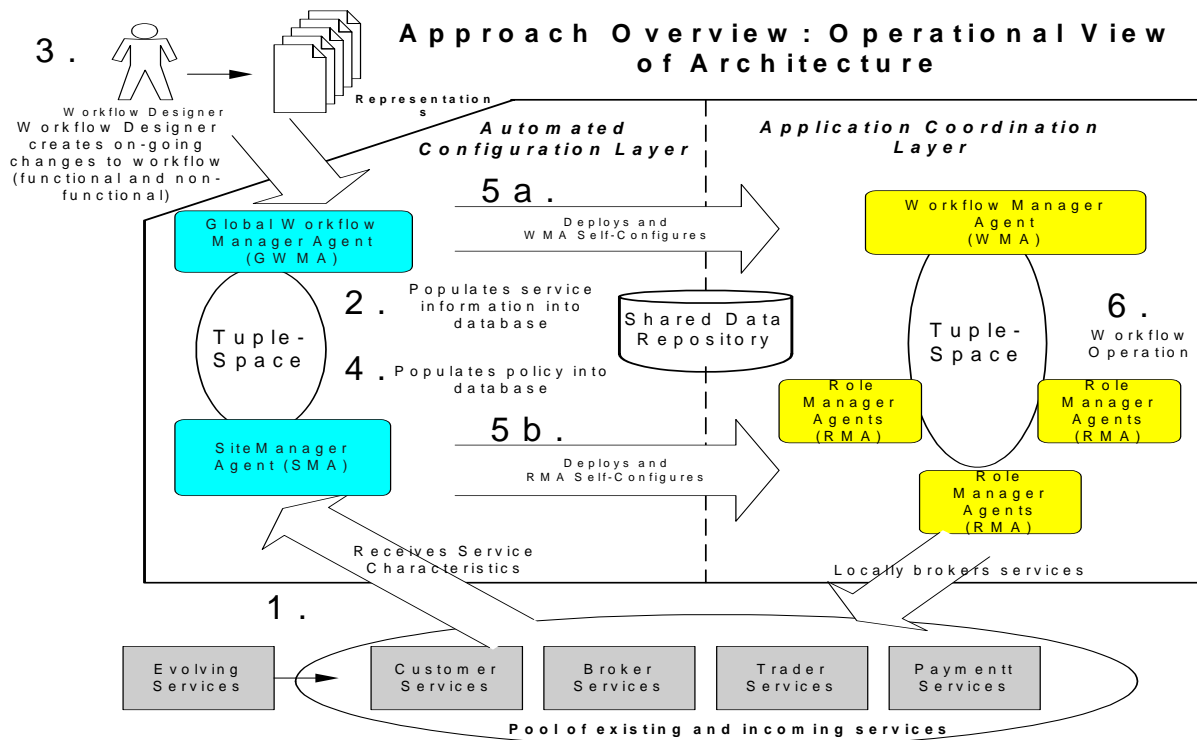 Approach Overview: Operational View
of Architecture
3.
Workflow Designer
Workflow Designer
creates on-going
changes to workflow
(functional and non-
functional)
Representation
s
Automated
Configuration Layer
Application Coordination
Layer
5a.
Deploys and
WMA Self-Configures
Global Workflow
Manager Agent
(GWMA)
Workflow Manager
Agent
(WMA)
2.
Populates service
information into
database
Tuple-
Space
Shared Data
Repository
Tuple-
Space
6.
Workflow
Operation
4.
Populates policy into
database
Role
Manager
Agents
(RMA)
Role
Manager
Agents
(RMA)
5b.
Deploys and
RMA Self-Configures
SiteManager
Agent (SMA)
Role
Manager
Agents
(RMA)
Receives Service
Characteristics
Locally brokers services
1.
Evolving
Services
Customer
Services
Broker
Services
Trader
Services
Paymentt
Services
Pool of existing and incoming services